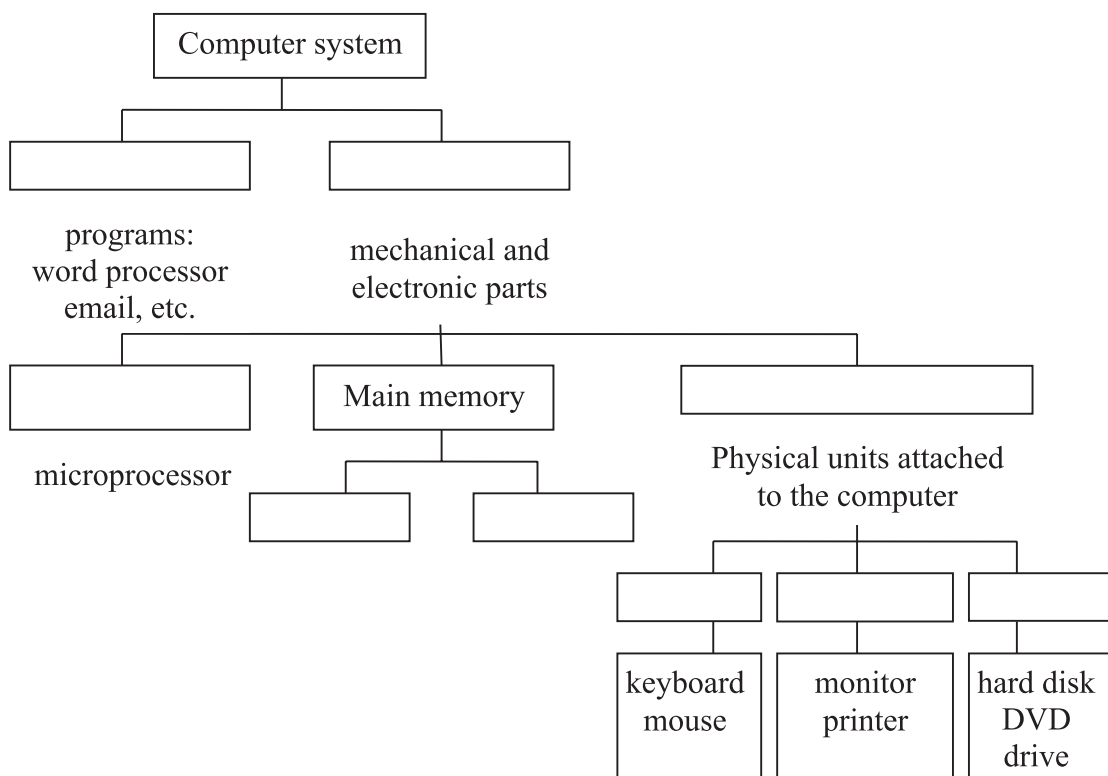 Computer system
programs:
word processor
email, etc.
mechanical and
electronic parts
microprocessor
Main memory
Physical units attached
to the computer
keyboard
mouse
monitor
printer
hard disk
DVD
drive